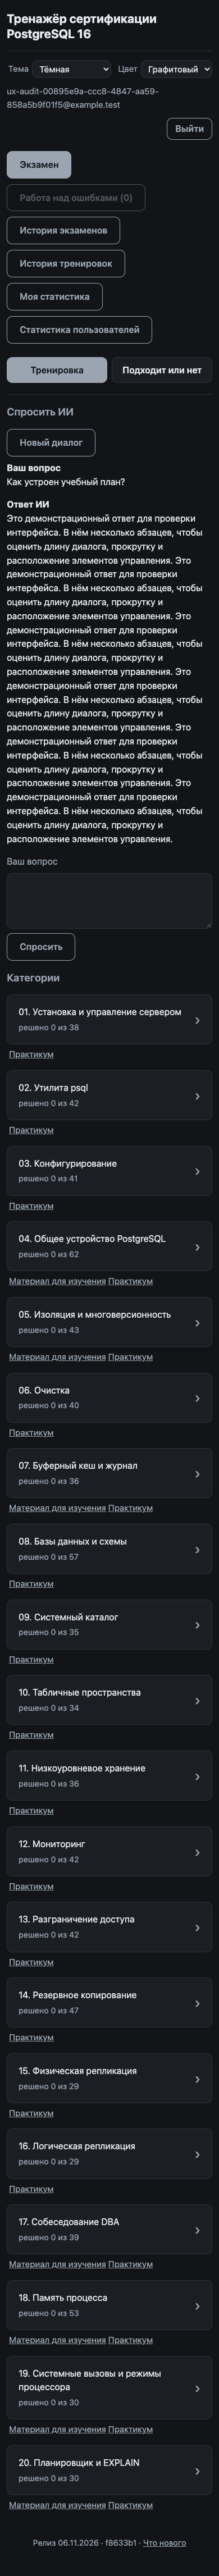 Тренажёр сертификации
PostgreSQL 16
Тема Тёмная Цвет Графитовый
ux-audit-00895e9a-ccc8-4847-aa59-
858a5b9f01f5@example.test
Выйти
Экзамен
Работа над ошибками (0)
История экзаменов
История тренировок
Моя статистика
Статистика пользователей
Тренировка Подходит или нет
Спросить ИИ
Новый диалог
Ваш вопрос
Как устроен учебный план?
Ответ ИИ
Это демонстрационный ответ для проверки
интерфейса. В нём несколько абзацев, чтобы
оценить длину диалога, прокрутку и
расположение элементов управления. Это
демонстрационный ответ для проверки
интерфейса. В нём несколько абзацев, чтобы
оценить длину диалога, прокрутку и
расположение элементов управления. Это
демонстрационный ответ для проверки
интерфейса. В нём несколько абзацев, чтобы
оценить длину диалога, прокрутку и
расположение элементов управления. Это
демонстрационный ответ для проверки
интерфейса. В нём несколько абзацев, чтобы
оценить длину диалога, прокрутку и
расположение элементов управления. Это
демонстрационный ответ для проверки
интерфейса. В нём несколько абзацев, чтобы
оценить длину диалога, прокрутку и
расположение элементов управления. Это
демонстрационный ответ для проверки
интерфейса. В нём несколько абзацев, чтобы
оценить длину диалога, прокрутку и
расположение элементов управления.
Ваш вопрос
Спросить
Категории
01. Установка и управление сервером
решено 0 из 38
Практикум
02. Утилита psql
решено 0 из 42
Практикум
03. Конфигурирование
решено 0 из 41
Практикум
04. Общее устройство PostgreSQL
решено 0 из 62
Материал для изучения Практикум
05. Изоляция и многоверсионность
решено 0 из 43
Материал для изучения Практикум
06. Очистка
решено 0 из 40
Практикум
07. Буферный кеш и журнал
решено 0 из 36
Материал для изучения Практикум
08. Базы данных и схемы
решено 0 из 57
Практикум
09. Системный каталог
решено 0 из 35
Практикум
10. Табличные пространства
решено 0 из 34
Практикум
11. Низкоуровневое хранение
решено 0 из 36
Практикум
12. Мониторинг
решено 0 из 42
Практикум
13. Разграничение доступа
решено 0 из 42
Практикум
14. Резервное копирование
решено 0 из 47
Практикум
15. Физическая репликация
решено 0 из 29
Практикум
16. Логическая репликация
решено 0 из 29
Практикум
17. Собеседование DBA
решено 0 из 39
Материал для изучения Практикум
18. Память процесса
решено 0 из 53
Материал для изучения Практикум
19. Системные вызовы и режимы
процессора
решено 0 из 30
Материал для изучения Практикум
20. Планировщик и EXPLAIN
решено 0 из 30
Материал для изучения Практикум
Релиз 06.11.2026 · f8633b1 · Что нового